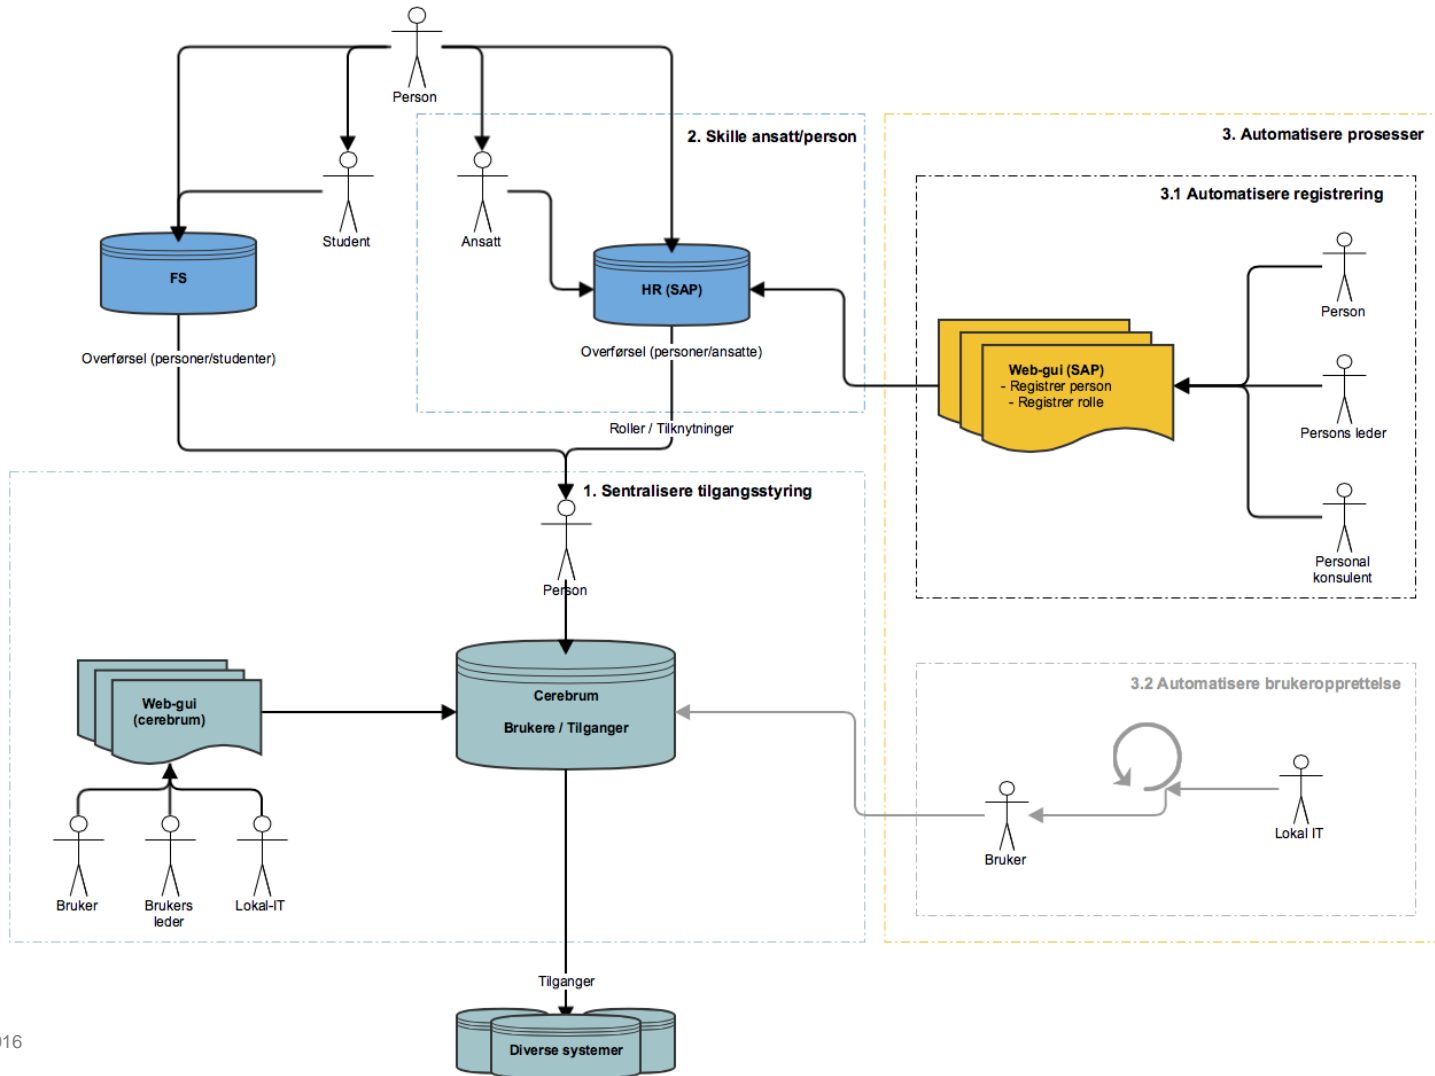 Person
2. Skille ansatt/person
3. Automatisere prosesser
3.1 Automatisere registrering
Student
Ansatt
FS
HR (SAP)
Person
Overførsel (personer/studenter)
Overførsel (personer/ansatte)
Web-gui (SAP)
- Registrer person
- Registrer rolle
Roller / Tilknytninger
Persons leder
1. Sentralisere tilgangsstyring
Person
Personal
konsulent
Web-gui
(cerebrum)
Cerebrum
Brukere / Tilganger
3.2 Automatisere brukeropprettelse
Lokal IT
Bruker
Bruker
Brukers
leder
Lokal-IT
Tilganger
Diverse systemer
016